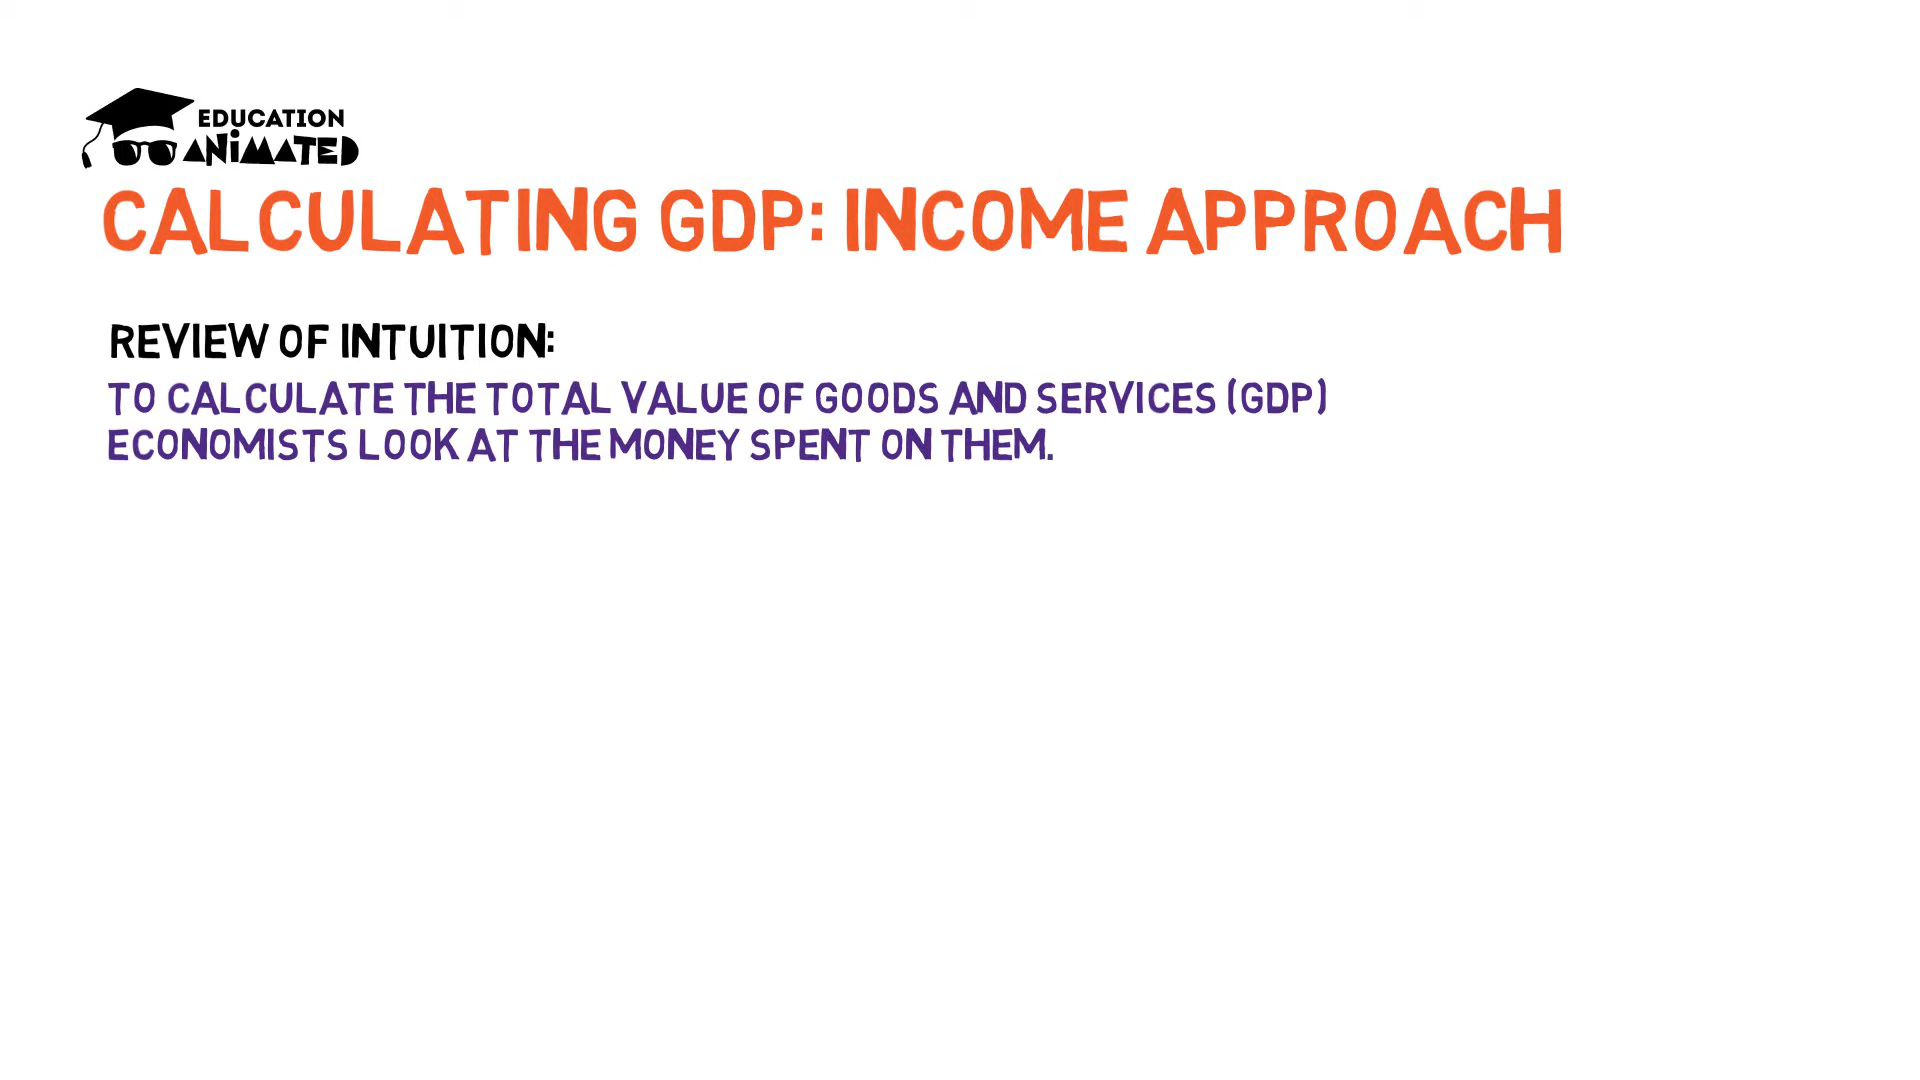 EDUCATION
ANiMATED
CALCULATING GDP: INCOME APPROACH
REVIEW OF INTUITION:
TO CALCULATE THE TOTAL VALUE OF GOODS AND SERVICES (GDP)
ECONOMISTS LOOK AT THE MONEY SPENT ON THEM.